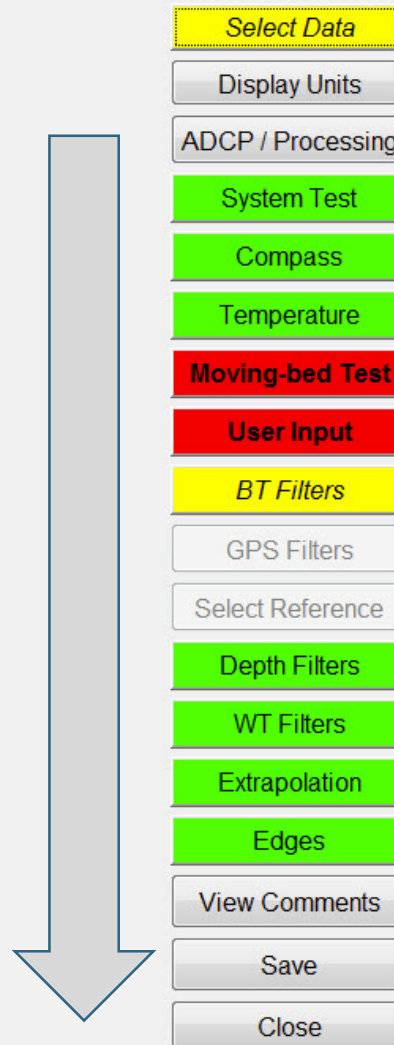 Select Data
Display Units
ADCP / Processing
System Test
Compass
Temperature
Moving-bed Test
User Input
BT Filters
GPS Filters
Select Reference
Depth Filters
WT Filters
Extrapolation
Edges
View Comments
Save
Close